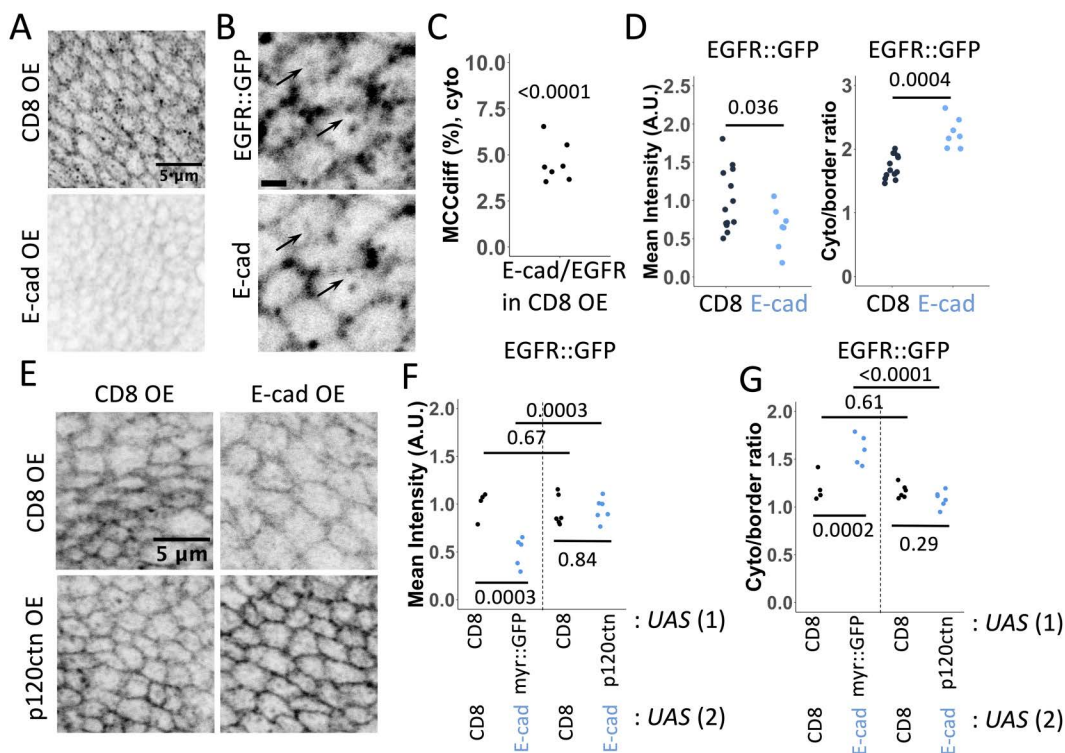 A
CD8 OE
5 µm
E-cad OE
B
EGFR::GFP
E-cad
C
MCCdiff (%), cyto
10.0
7.5
5.0
2.5
0.0
<0.0001
E-cad/EGFR
in CD8 OE
D
EGFR::GFP
Mean Intensity (A.U.)
2.5
2.0
1.5
1.0
0.5
0.0
0.036
CD8 E-cad
EGFR::GFP
Cyto/border ratio
3
2
1
0
0.0004
CD8 E-cad
E
CD8 OE E-cad OE
CD8 OE
5 µm
p120ctn OE
F
EGFR::GFP
Mean Intensity (A.U.)
2.0
1.5
1.0
0.5
0.0
0.0003
0.67
0.84
0.0003
CD8 myr::GFP CD8 p120ctn : UAS (1)
CD8 E-cad CD8 E-cad : UAS (2)
G
EGFR::GFP
Cyto/border ratio
2.0
1.5
1.0
0.5
0.0
<0.0001
0.61
0.0002
0.29
CD8 myr::GFP CD8 p120ctn : UAS (1)
CD8 E-cad CD8 E-cad : UAS (2)